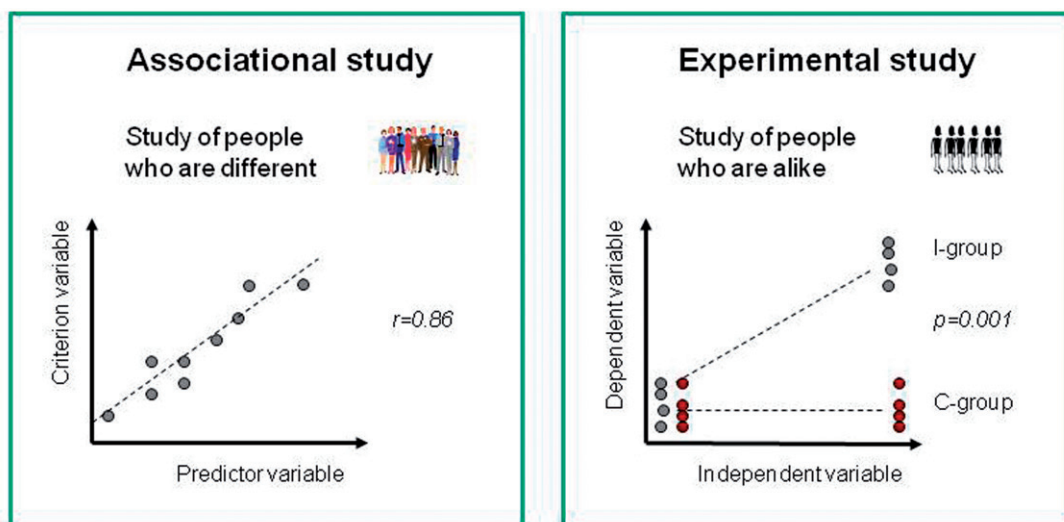 Associational study
Study of people
who are different
Criterion variable
r=0.86
Predictor variable
Experimental study
Study of people
who are alike
Dependent variable
I-group
p=0.001
C-group
Independent variable